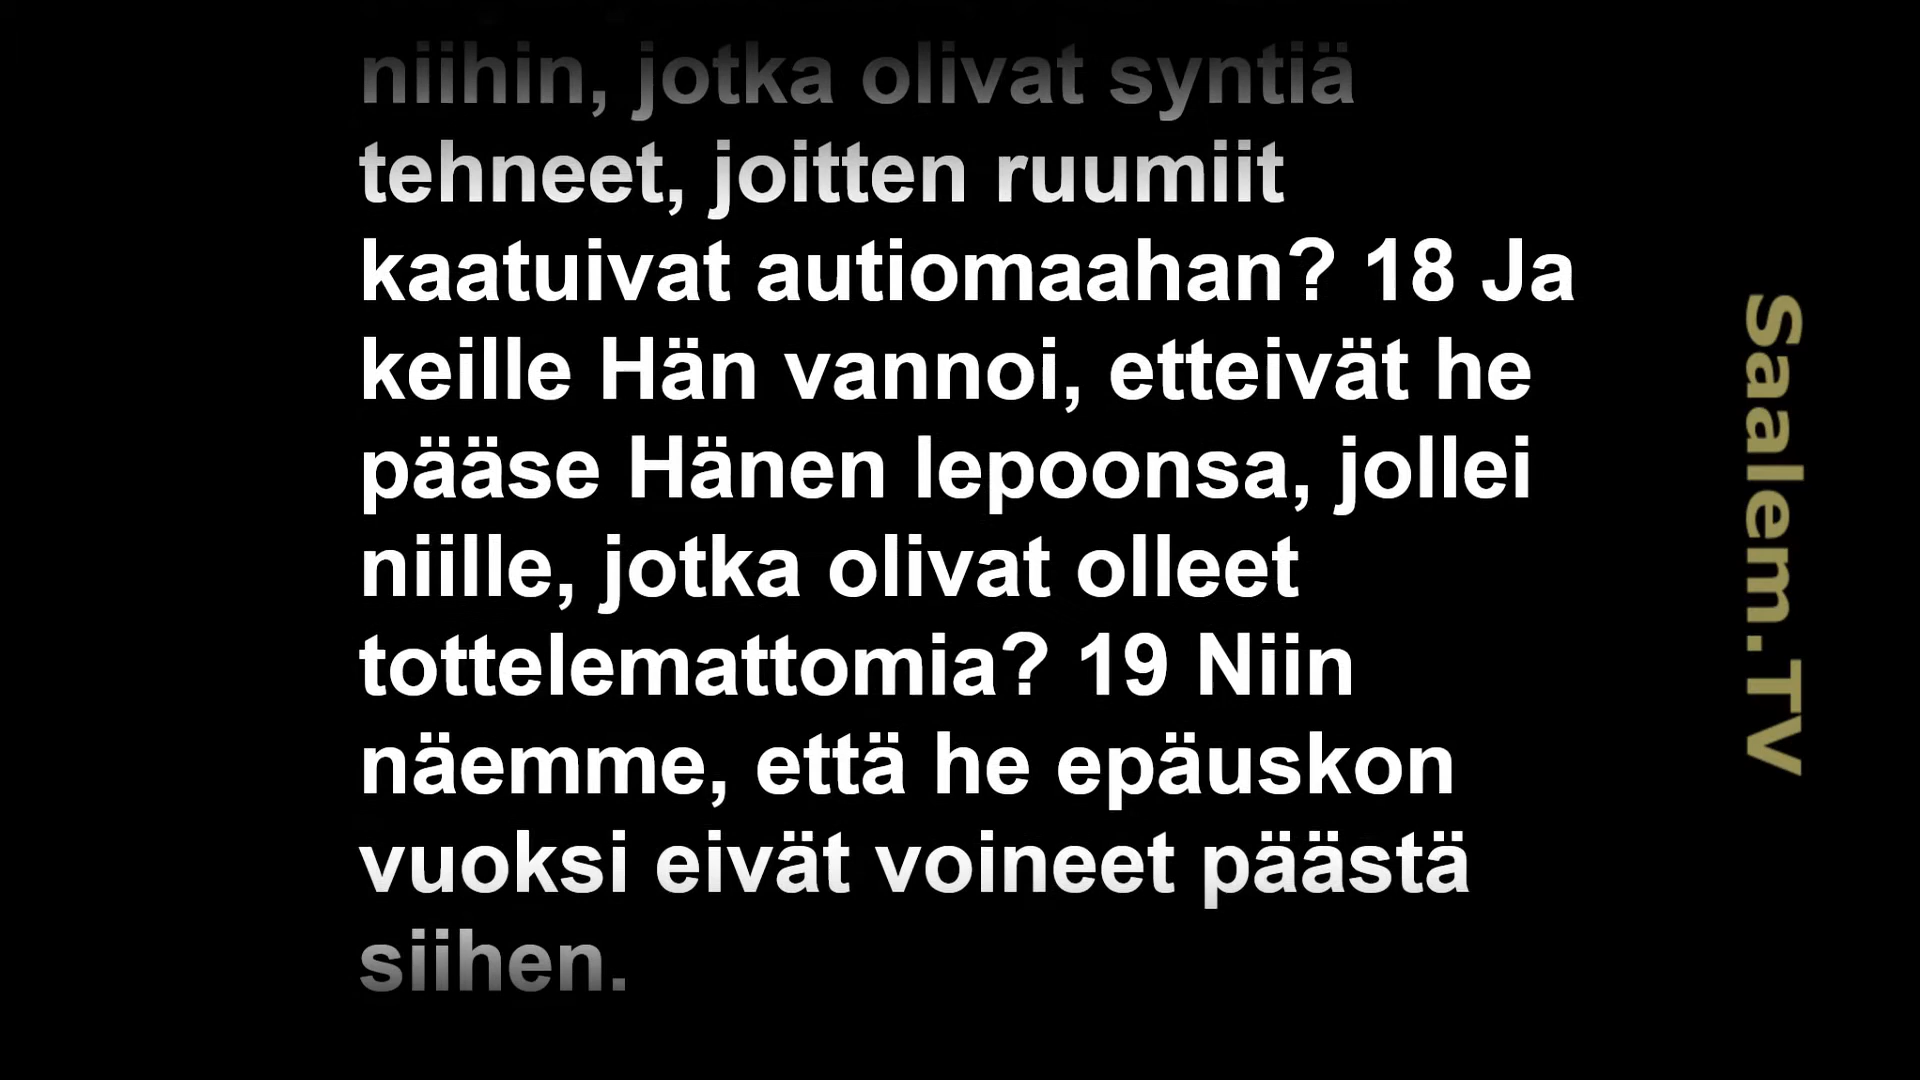 niihin, jotka olivat syntiä
tehneet, joitten ruumiit
kaatuivat autiomaahan? 18 Ja
keille Hän vannoi, etteivät he
pääse Hänen lepoonsa, jollei
niille, jotka olivat olleet
tottelemattomia? 19 Niin
näemme, että he epäuskon
vuoksi eivät voineet päästä
siihen.
Saalem.TV